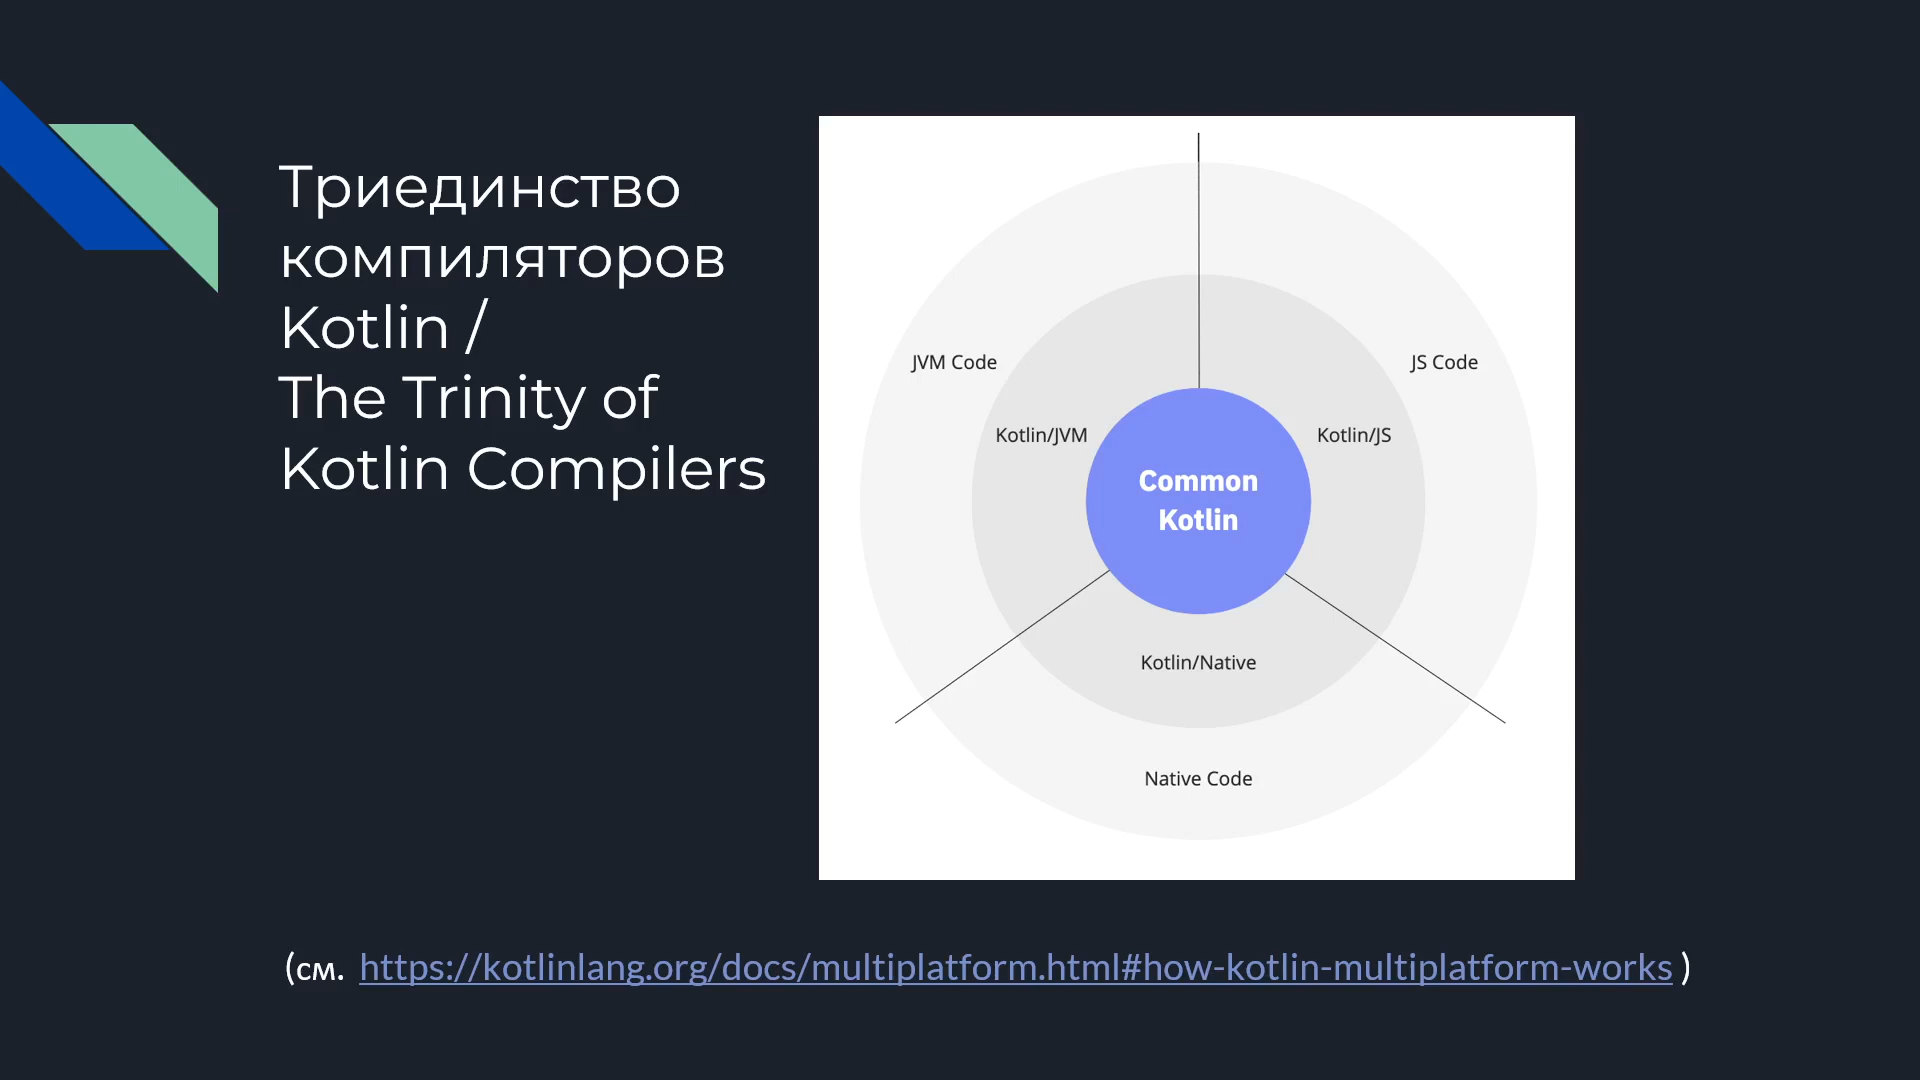 Триединство
компиляторов
Kotlin /
The Trinity of
Kotlin Compilers
JVM Code
JS Code
Kotlin/JVM
Kotlin/JS
Common
Kotlin
Kotlin/Native
Native Code
(см. https://kotlinlang.org/docs/multiplatform.html#how-kotlin-multiplatform-works )